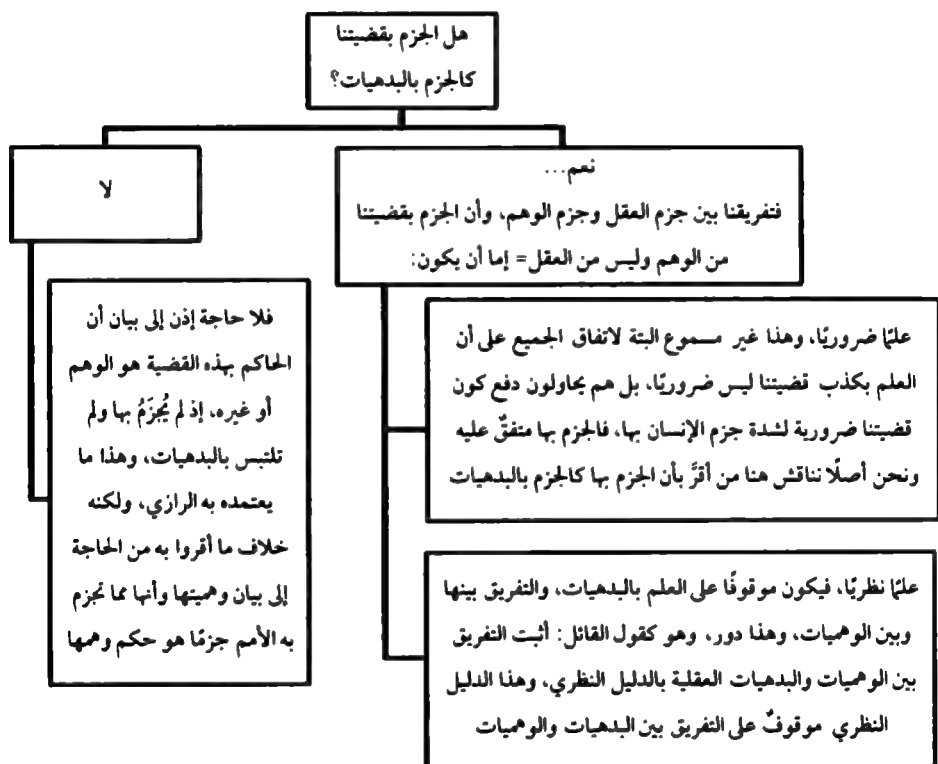 هل الجزم بقضيتنا
كالجزم بالبدهيات؟
نعم...
فتفريقنا بين جزم العقل وجزم الوهم، وأن الجزم بقضيتنا
من الوهم وليس من العقل= إما أن يكون:
علمًا ضروريًا، وهذا غير مسموع البتة لاتفاق الجميع على أن
العلم بكذب قضيتنا ليس ضروريًا، بل هم يحاولون دفع كون
قضيتنا ضرورية لشدة جزم الإنسان بها، فالجزم بها متفقٌ عليه
ونحن أصلًا نناقش هنا من أقرَّ بأن الجزم بها كالجزم بالبدهيات
علمًا نظريًا، فيكون موقوفًا على العلم بالبدهيات، والتفريق بينها
وبين الوهميات، وهذا دور، وهو كقول القائل: أثبت التفريق
بين الوهميات والبدهيات العقلية بالدليل النظري، وهذا الدليل
النظري موقوفٌ على التفريق بين البدهيات والوهميات
لا
فلا حاجة إذن إلى بيان أن
الحاكم بهذه القضية هو الوهم
أو غيره، إذ لم يُجزَمُ بها ولم
تلتبس بالبدهيات، وهذا ما
يعتمده به الرازي، ولكنه
خلاف ما أقروا به من الحاجة
إلى بيان وهميتها وأنها مما تجزم
به الأمم جزمًا هو حكم وهمها